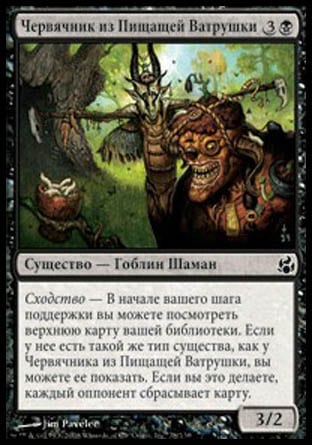 Червячник из Пищащей Ватрушки 3
Существо — Гоблин Шаман
Сходство — В начале вашего шага
поддержки вы можете посмотреть
верхнюю карту вашей библиотеки. Если
у нее есть такой же тип существа, как у
Червячника из Пищащей Ватрушки, вы
можете ее показать. Если вы это делаете,
каждый оппонент сбрасывает карту.
Jim Pavelec
3/2